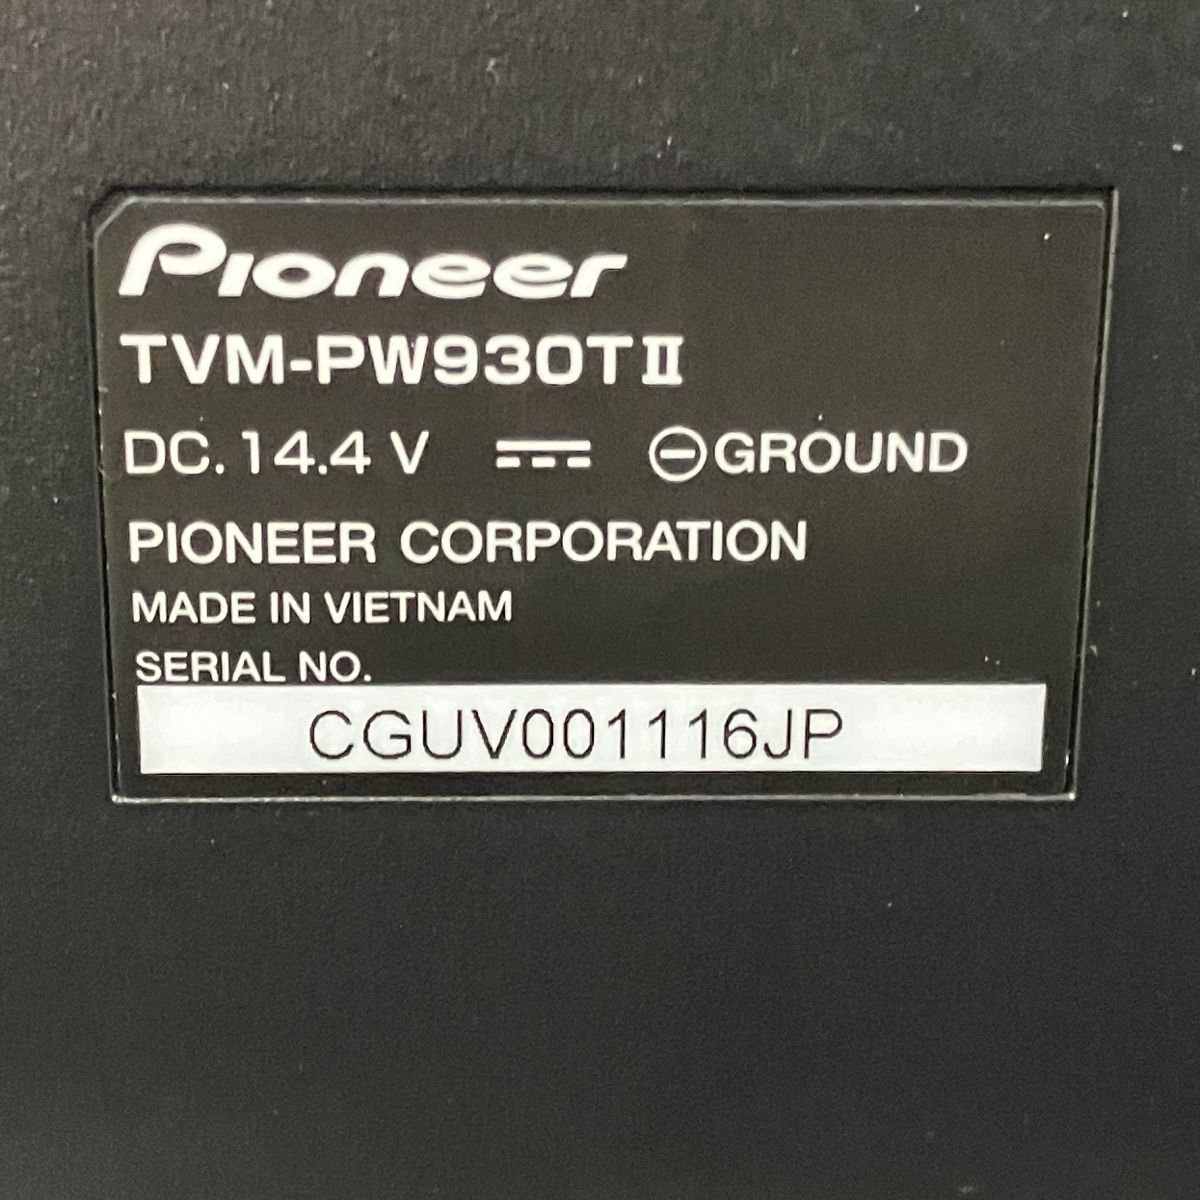 Pioneer
TVM-PW930TⅡ
DC. 14.4 V ⎓ ⊖GROUND
PIONEER CORPORATION
MADE IN VIETNAM
SERIAL NO.
CGUV001116JP